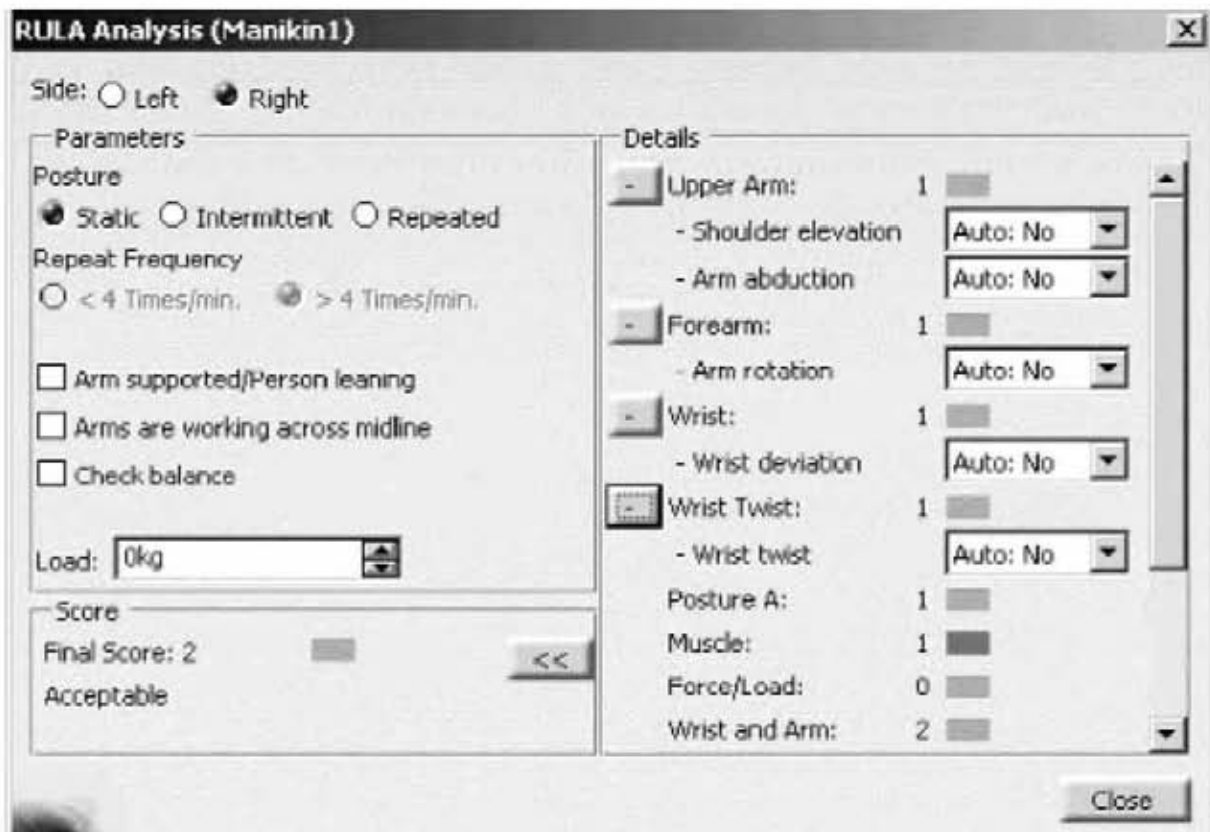 RULA Analysis (Manikin1)
Side: Left Right
Parameters
Posture
Static Intermittent Repeated
Repeat Frequency
< 4 Times/min. > 4 Times/min.
Arm supported/Person leaning
Arms are working across midline
Check balance
Load: 0kg
Score
Final Score: 2
<<
Acceptable
Details
- Upper Arm: 1
- Shoulder elevation Auto: No
- Arm abduction Auto: No
- Forearm: 1
- Arm rotation Auto: No
- Wrist: 1
- Wrist deviation Auto: No
- Wrist Twist: 1
- Wrist twist Auto: No
Posture A: 1
Muscle: 1
Force/Load: 0
Wrist and Arm: 2
Close